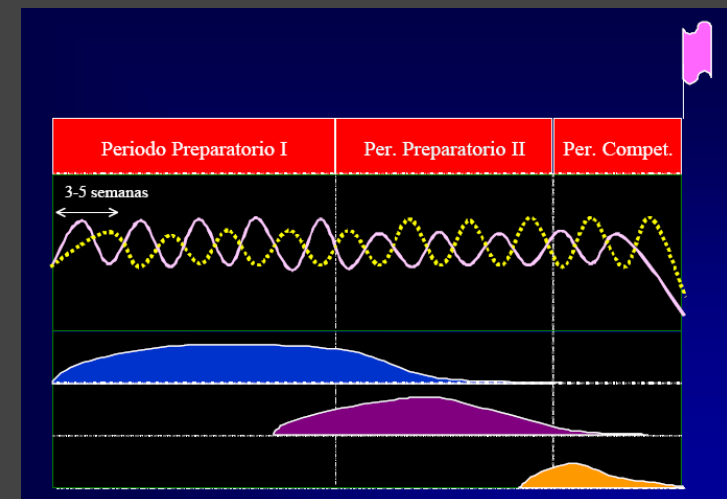 Periodo Preparatorio I
Per. Preparatorio II
Per. Compet.
3-5 semanas